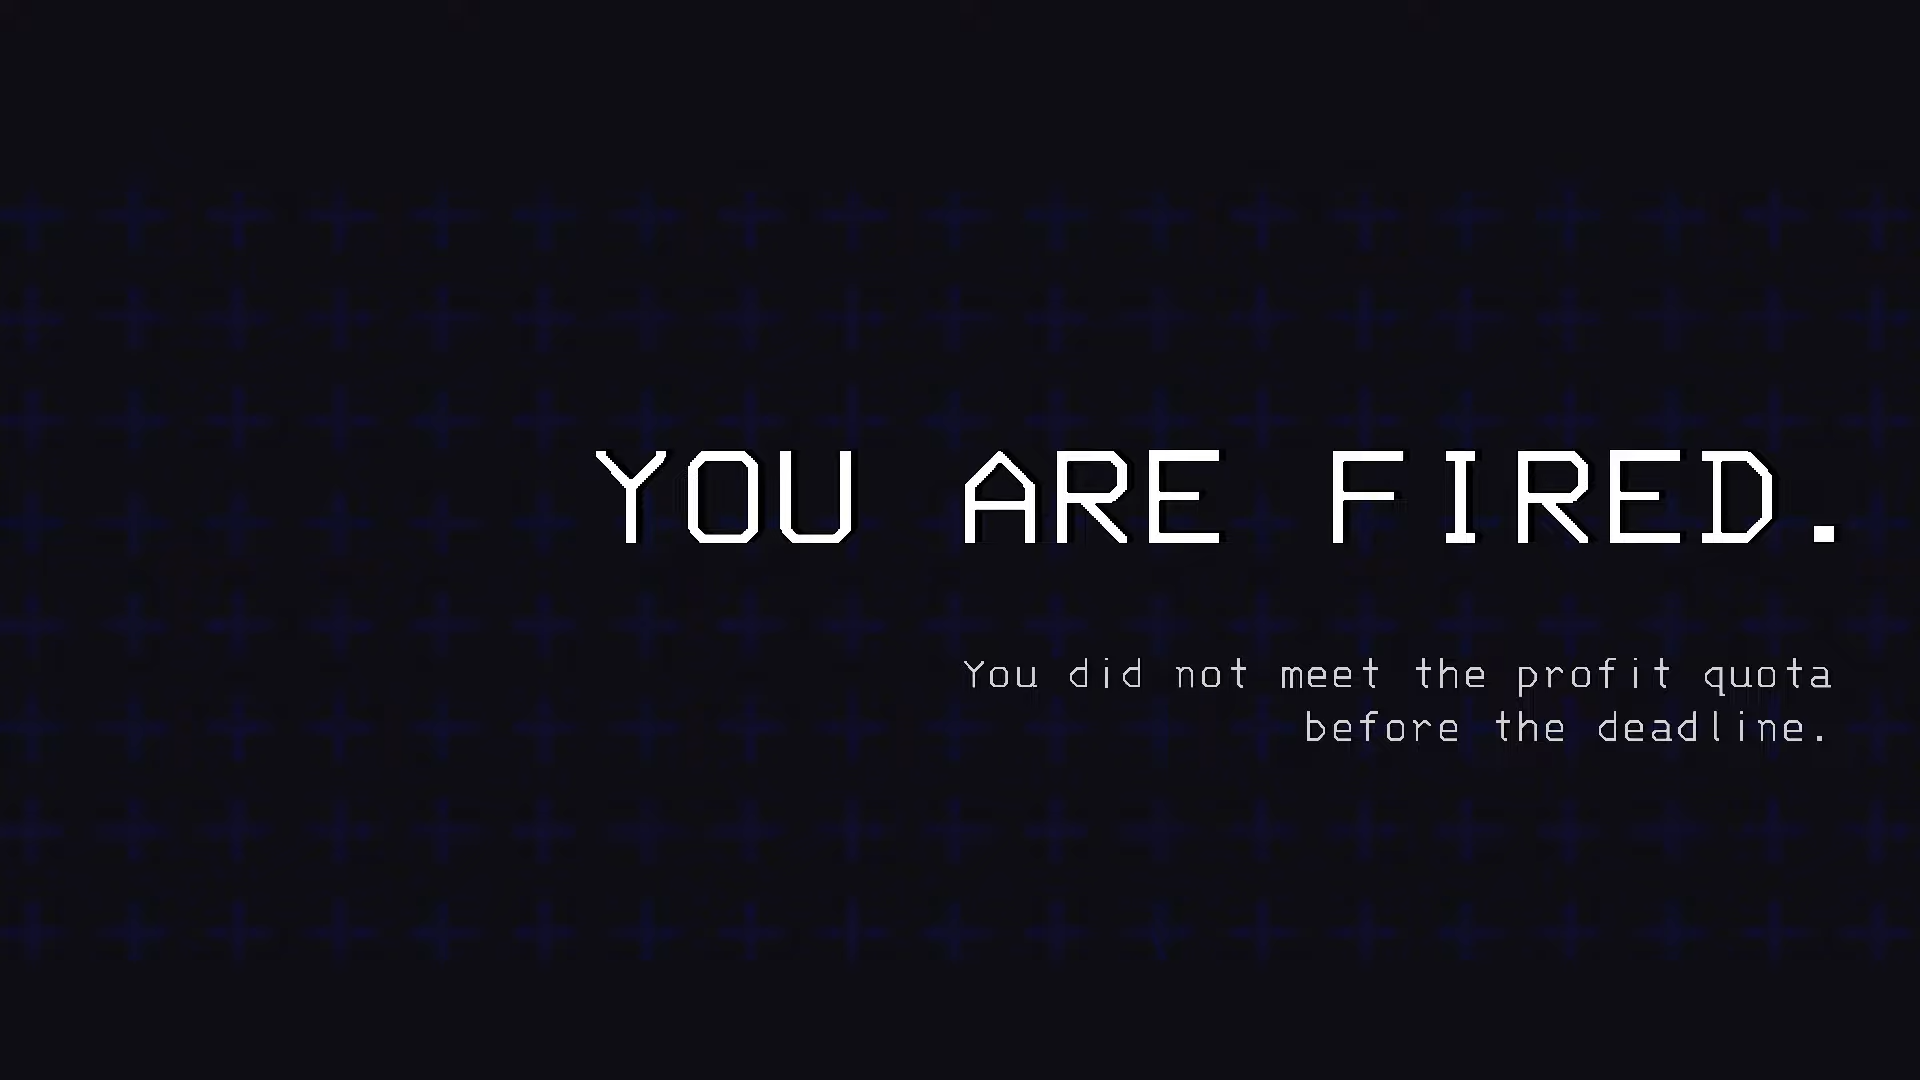 YOU ARE FIRED.
You did not meet the profit quota
before the deadline.